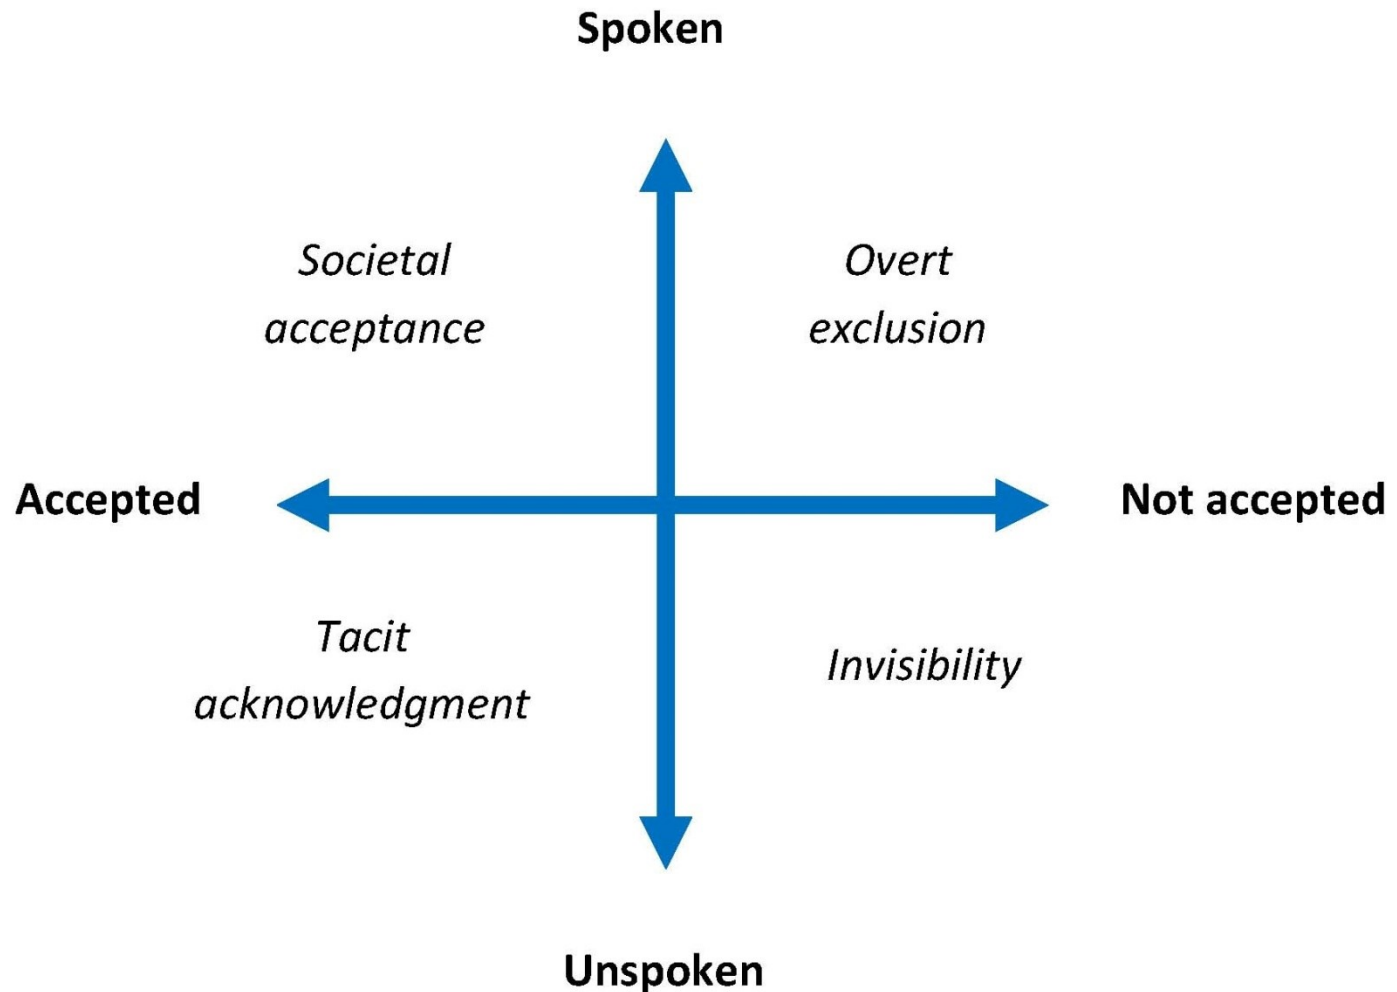 Spoken
Societal
acceptance
Overt
exclusion
Accepted
Not accepted
Tacit
acknowledgment
Invisibility
Unspoken